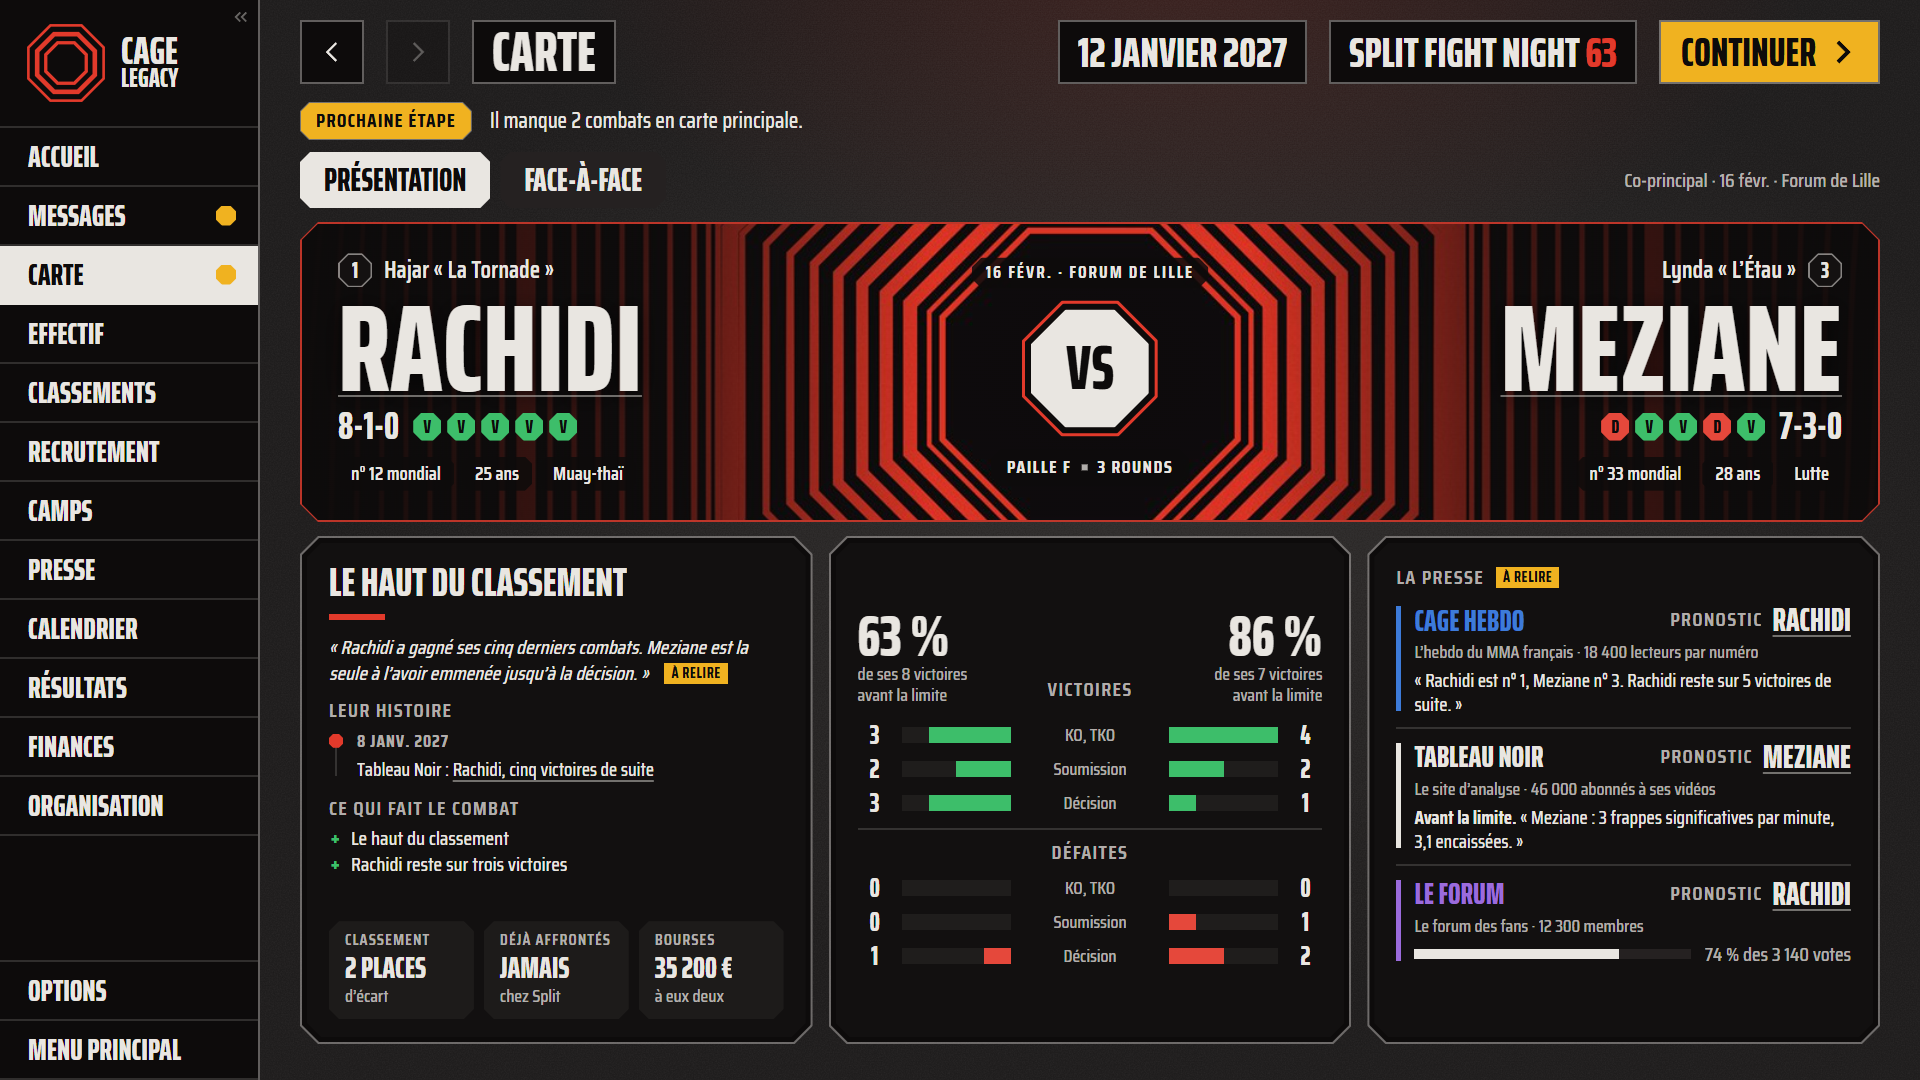 CAGE
LEGACY
«
ACCUEIL
MESSAGES
CARTE
EFFECTIF
CLASSEMENTS
RECRUTEMENT
CAMPS
PRESSE
CALENDRIER
RÉSULTATS
FINANCES
ORGANISATION
OPTIONS
MENU PRINCIPAL
CARTE
12 JANVIER 2027
SPLIT FIGHT NIGHT 63
CONTINUER
PROCHAINE ÉTAPE
Il manque 2 combats en carte principale.
PRÉSENTATION
FACE-À-FACE
Co-principal · 16 févr. · Forum de Lille
1 Hajar « La Tornade »
RACHIDI
8-1-0 V V V V V
n° 12 mondial 25 ans Muay-thaï
16 FÉVR. - FORUM DE LILLE
VS
PAILLE F ▪ 3 ROUNDS
Lynda « L'Étau » 3
MEZIANE
D V V D V 7-3-0
n° 33 mondial 28 ans Lutte
LE HAUT DU CLASSEMENT
« Rachidi a gagné ses cinq derniers combats. Meziane est la
seule à l'avoir emmenée jusqu'à la décision. » À RELIRE
LEUR HISTOIRE
8 JANV. 2027
Tableau Noir : Rachidi, cinq victoires de suite
CE QUI FAIT LE COMBAT
+ Le haut du classement
+ Rachidi reste sur trois victoires
CLASSEMENT
2 PLACES
d'écart
DÉJÀ AFFRONTÉS
JAMAIS
chez Split
BOURSES
35 200 €
à eux deux
63 %
de ses 8 victoires
avant la limite
VICTOIRES
86 %
de ses 7 victoires
avant la limite
3 KO, TKO 4
2 Soumission 2
3 Décision 1
DÉFAITES
0 KO, TKO 0
0 Soumission 1
1 Décision 2
LA PRESSE À RELIRE
CAGE HEBDO PRONOSTIC RACHIDI
L'hebdo du MMA français · 18 400 lecteurs par numéro
« Rachidi est n° 1, Meziane n° 3. Rachidi reste sur 5 victoires de
suite. »
TABLEAU NOIR PRONOSTIC MEZIANE
Le site d'analyse · 46 000 abonnés à ses vidéos
Avant la limite. « Meziane : 3 frappes significatives par minute,
3,1 encaissées. »
LE FORUM PRONOSTIC RACHIDI
Le forum des fans · 12 300 membres
74 % des 3 140 votes